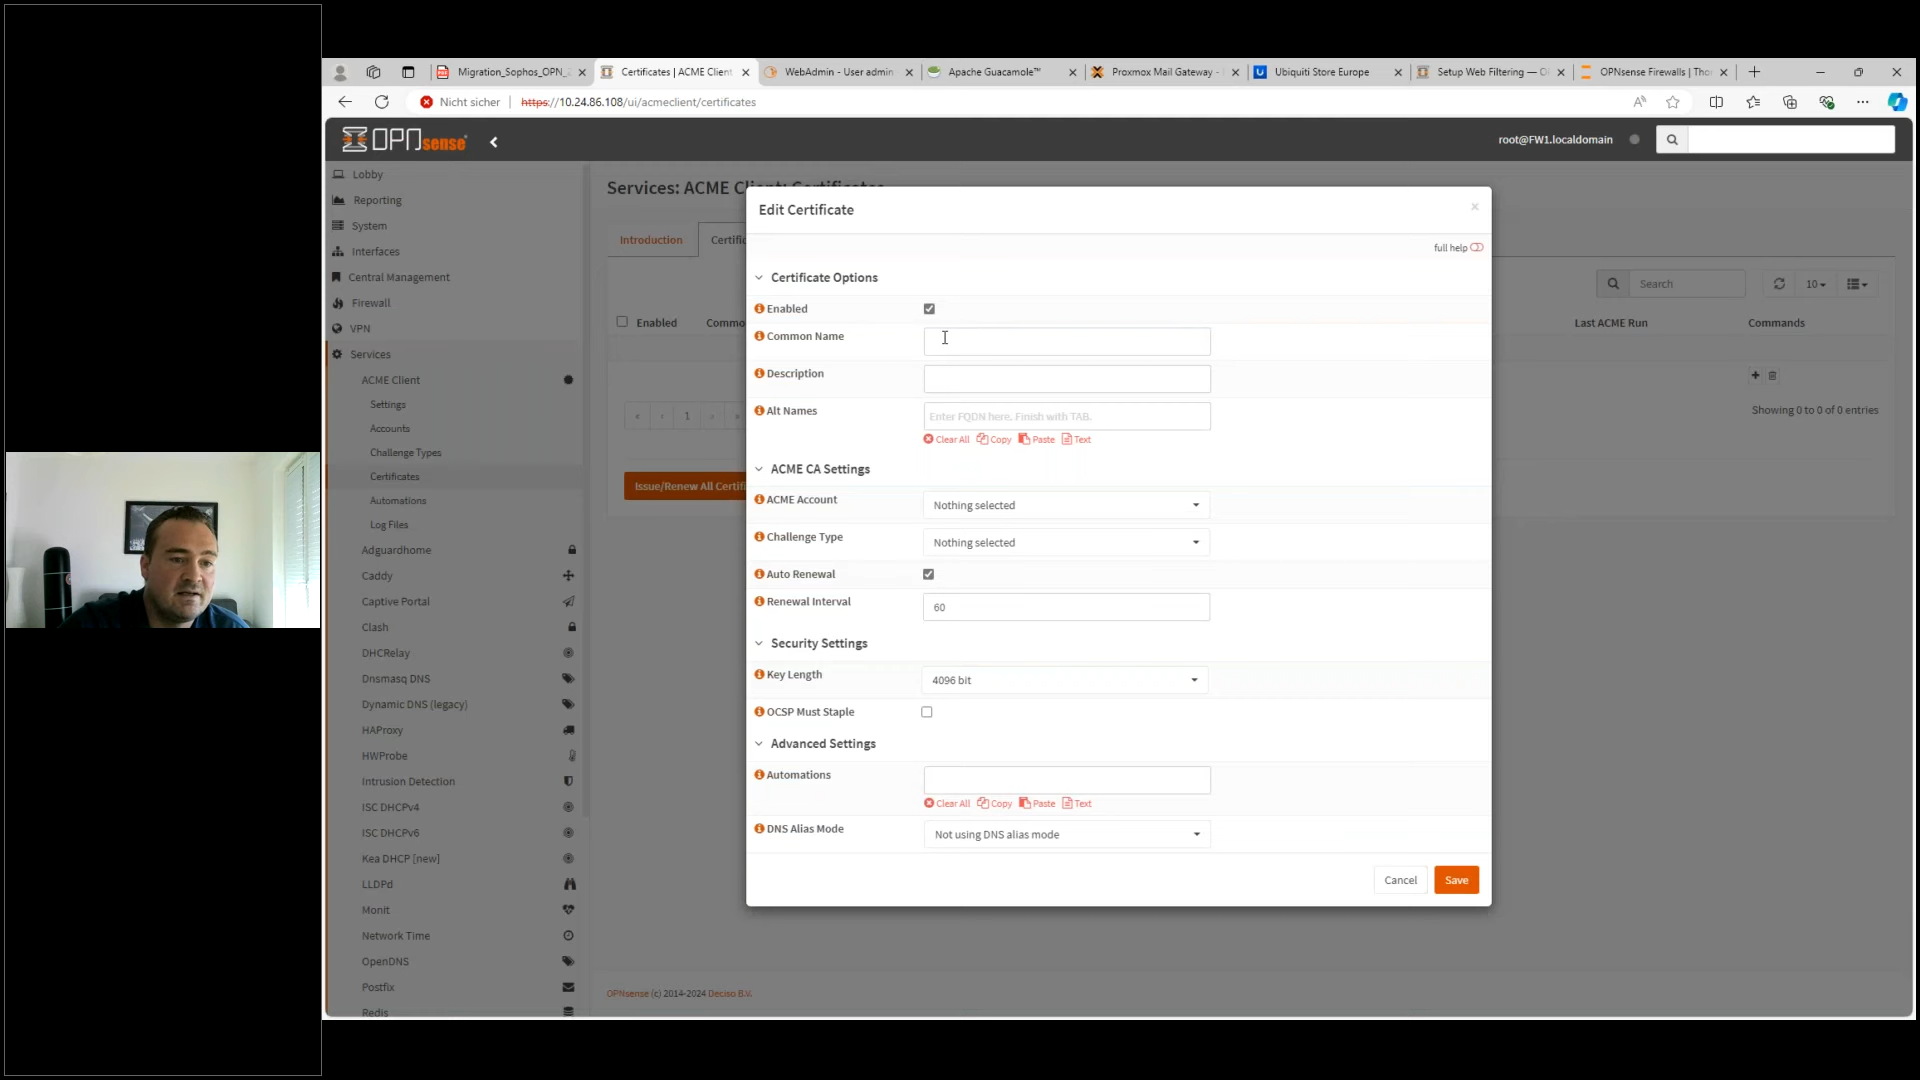 Migration_Sophos_OPN_
Certificates | ACME Client
WebAdmin - User admin
Apache Guacamole™
Proxmox Mail Gateway -
Ubiquiti Store Europe
Setup Web Filtering —
OPNsense Firewalls | Tho
Nicht sicher
https://10.24.86.108/ui/acmeclient/certificates
OPNsense
root@FW1.localdomain
Lobby
Reporting
System
Interfaces
Central Management
Firewall
VPN
Services
ACME Client
Settings
Accounts
Challenge Types
Certificates
Automations
Log Files
Adguardhome
Caddy
Captive Portal
Clash
DHCRelay
Dnsmasq DNS
Dynamic DNS (legacy)
HAProxy
HWProbe
Intrusion Detection
ISC DHCPv4
ISC DHCPv6
Kea DHCP [new]
LLDPd
Monit
Network Time
OpenDNS
Postfix
Redis
Services: ACME Client: Certificates
Introduction
Certific
Search
10
Enabled
Commo
Last ACME Run
Commands
« ‹ 1 › »
Showing 0 to 0 of 0 entries
Issue/Renew All Certifi
Edit Certificate
×
full help
Certificate Options
Enabled
Common Name
Description
Alt Names
Enter FQDN here. Finish with TAB.
Clear All Copy Paste Text
ACME CA Settings
ACME Account
Nothing selected
Challenge Type
Nothing selected
Auto Renewal
Renewal Interval
60
Security Settings
Key Length
4096 bit
OCSP Must Staple
Advanced Settings
Automations
Clear All Copy Paste Text
DNS Alias Mode
Not using DNS alias mode
Cancel
Save
OPNsense (c) 2014-2024 Deciso B.V.